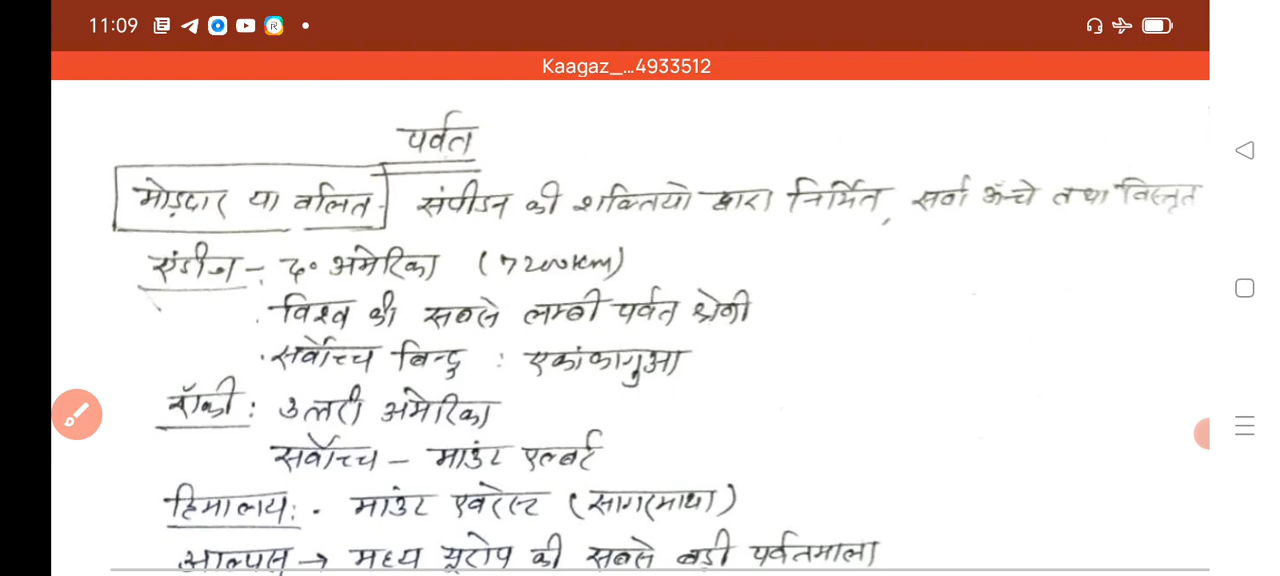 11:09
Kaagaz_...4933512
पर्वत
मोड़दार या वलित- संपीडन की शक्तियो द्वारा निर्मित, सर्वा ऊंचे तथा विस्तृत
एंडीज -: द० अमेरिका (7200km)
. विश्व की सबसे लम्बी पर्वत श्रेणी
. सर्वोच्च बिन्दु : एकांकागुआ
रॉकी : उत्तरी अमेरिका
सर्वोच्च - माउंट एल्बर्ट
हिमालय: . माउंट एवरेस्ट (सागरमाथा)
आल्पस → मध्य यूरोप की सबसे बड़ी पर्वतमाला